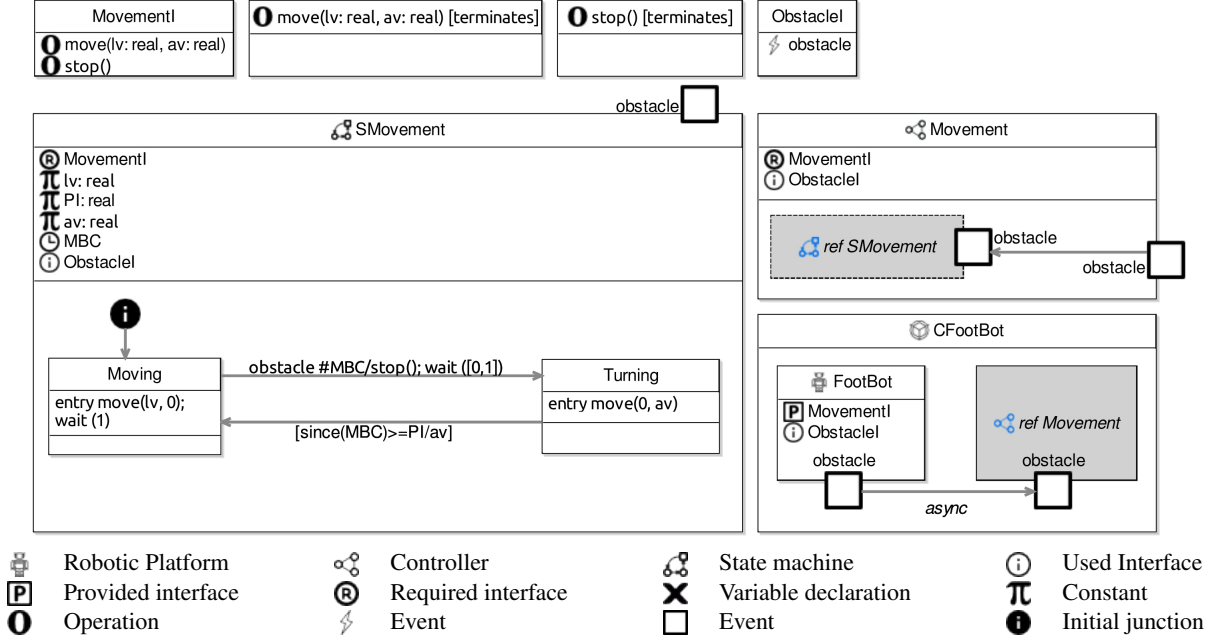 MovementI
move(lv: real, av: real)
stop()
move(lv: real, av: real) [terminates]
stop() [terminates]
ObstacleI
obstacle
obstacle
SMovement
MovementI
lv: real
PI: real
av: real
MBC
ObstacleI
i
Moving
entry move(lv, 0);
wait (1)
obstacle #MBC/stop(); wait ([0,1])
[since(MBC)>=PI/av]
Turning
entry move(0, av)
Movement
MovementI
ObstacleI
ref SMovement
obstacle
obstacle
CFootBot
FootBot
P MovementI
ObstacleI
obstacle
ref Movement
obstacle
async
Robotic Platform
Controller
State machine
i Used Interface
P Provided interface
R Required interface
Variable declaration
π Constant
O Operation
Event
Event
i Initial junction